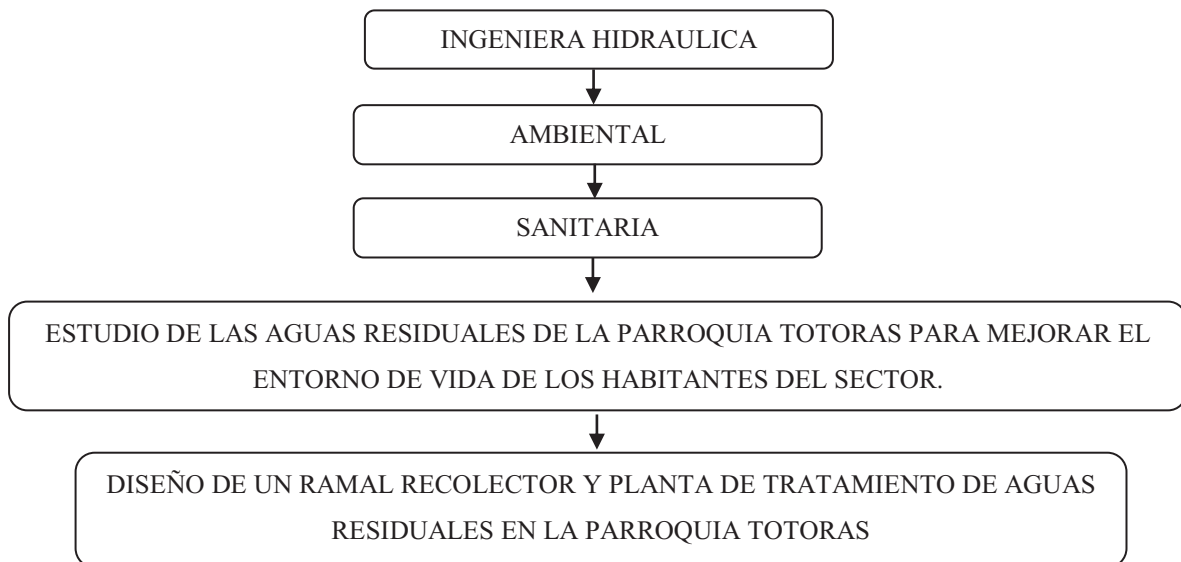 INGENIERA HIDRAULICA
AMBIENTAL
SANITARIA
ESTUDIO DE LAS AGUAS RESIDUALES DE LA PARROQUIA TOTORAS PARA MEJORAR EL
ENTORNO DE VIDA DE LOS HABITANTES DEL SECTOR.
DISEÑO DE UN RAMAL RECOLECTOR Y PLANTA DE TRATAMIENTO DE AGUAS
RESIDUALES EN LA PARROQUIA TOTORAS